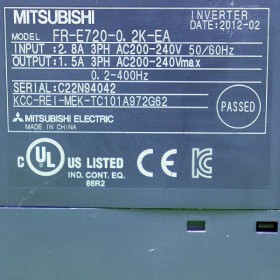 MITSUBISHI
INVERTER
DATE:2012-02
MODEL FR-E720-0.2K-EA
INPUT :2.8A 3PH AC200-240V 50/60Hz
OUTPUT:1.5A 3PH AC200-240Vmax
0.2-400Hz
SERIAL:C22N94042
KCC-REI-MEK-TC101A972G62
PASSED
MITSUBISHI ELECTRIC
MADE IN CHINA
C UL US LISTED CE
IND. CONT. EQ.
88R2